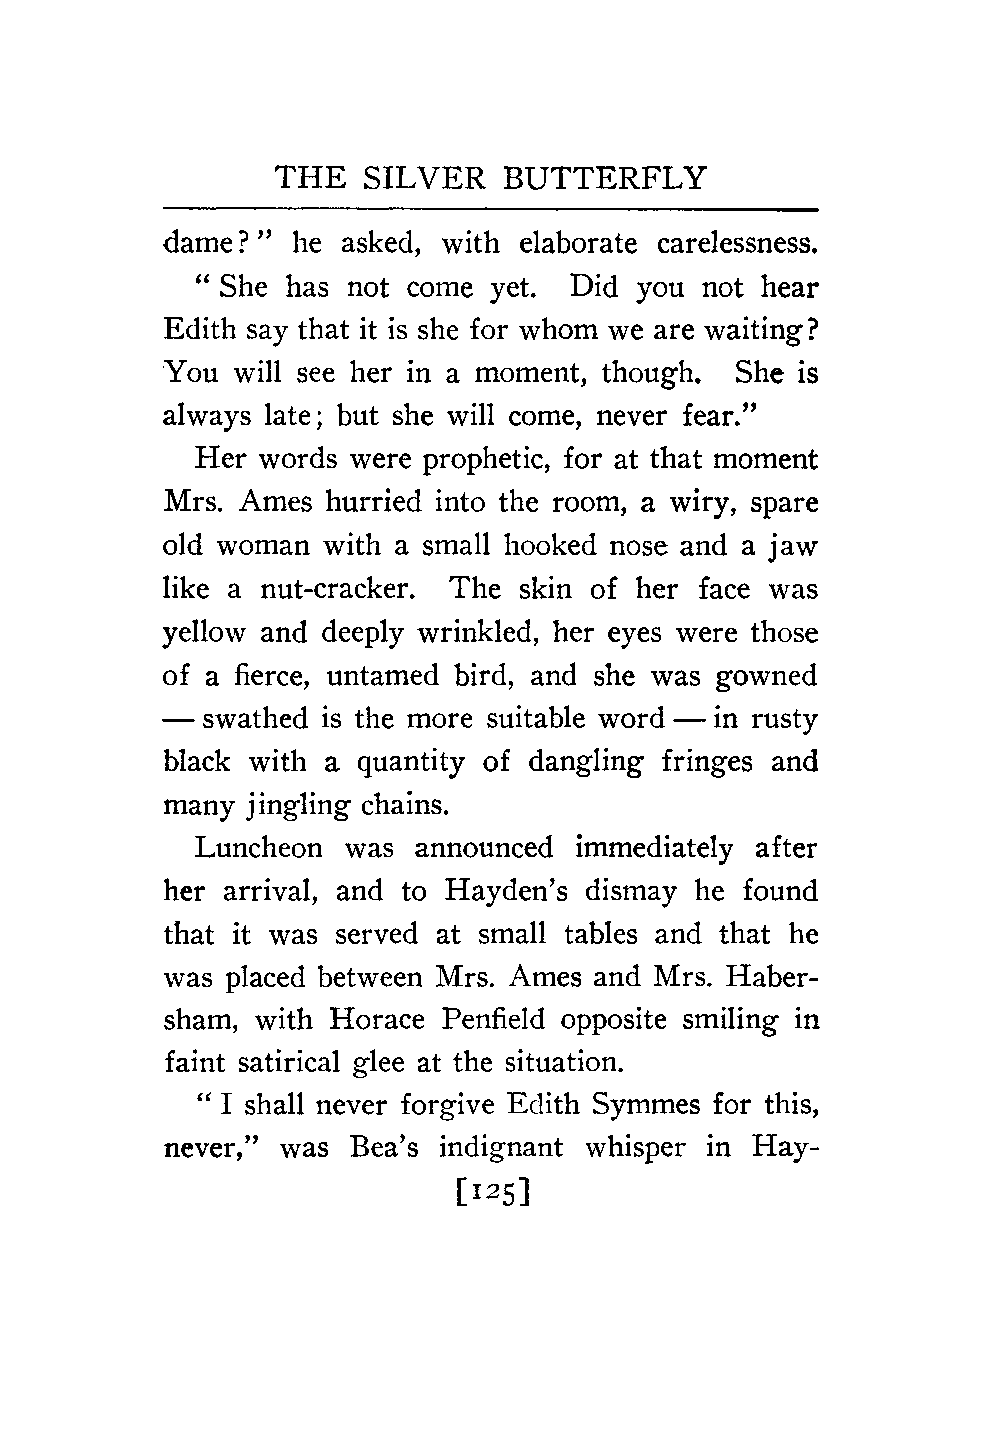 THE SILVER BUTTERFLY
dame?" he asked, with elaborate carelessness.
"She has not come yet. Did you not hear
Edith say that it is she for whom we are waiting?
You will see her in a moment, though. She is
always late; but she will come, never fear."
Her words were prophetic, for at that moment
Mrs. Ames hurried into the room, a wiry, spare
old woman with a small hooked nose and a jaw
like a nut-cracker. The skin of her face was
yellow and deeply wrinkled, her eyes were those
of a fierce, untamed bird, and she was gowned
— swathed is the more suitable word — in rusty
black with a quantity of dangling fringes and
many jingling chains.
Luncheon was announced immediately after
her arrival, and to Hayden's dismay he found
that it was served at small tables and that he
was placed between Mrs. Ames and Mrs. Haber-
sham, with Horace Penfield opposite smiling in
faint satirical glee at the situation.
"I shall never forgive Edith Symmes for this,
never," was Bea's indignant whisper in Hay-
[125]